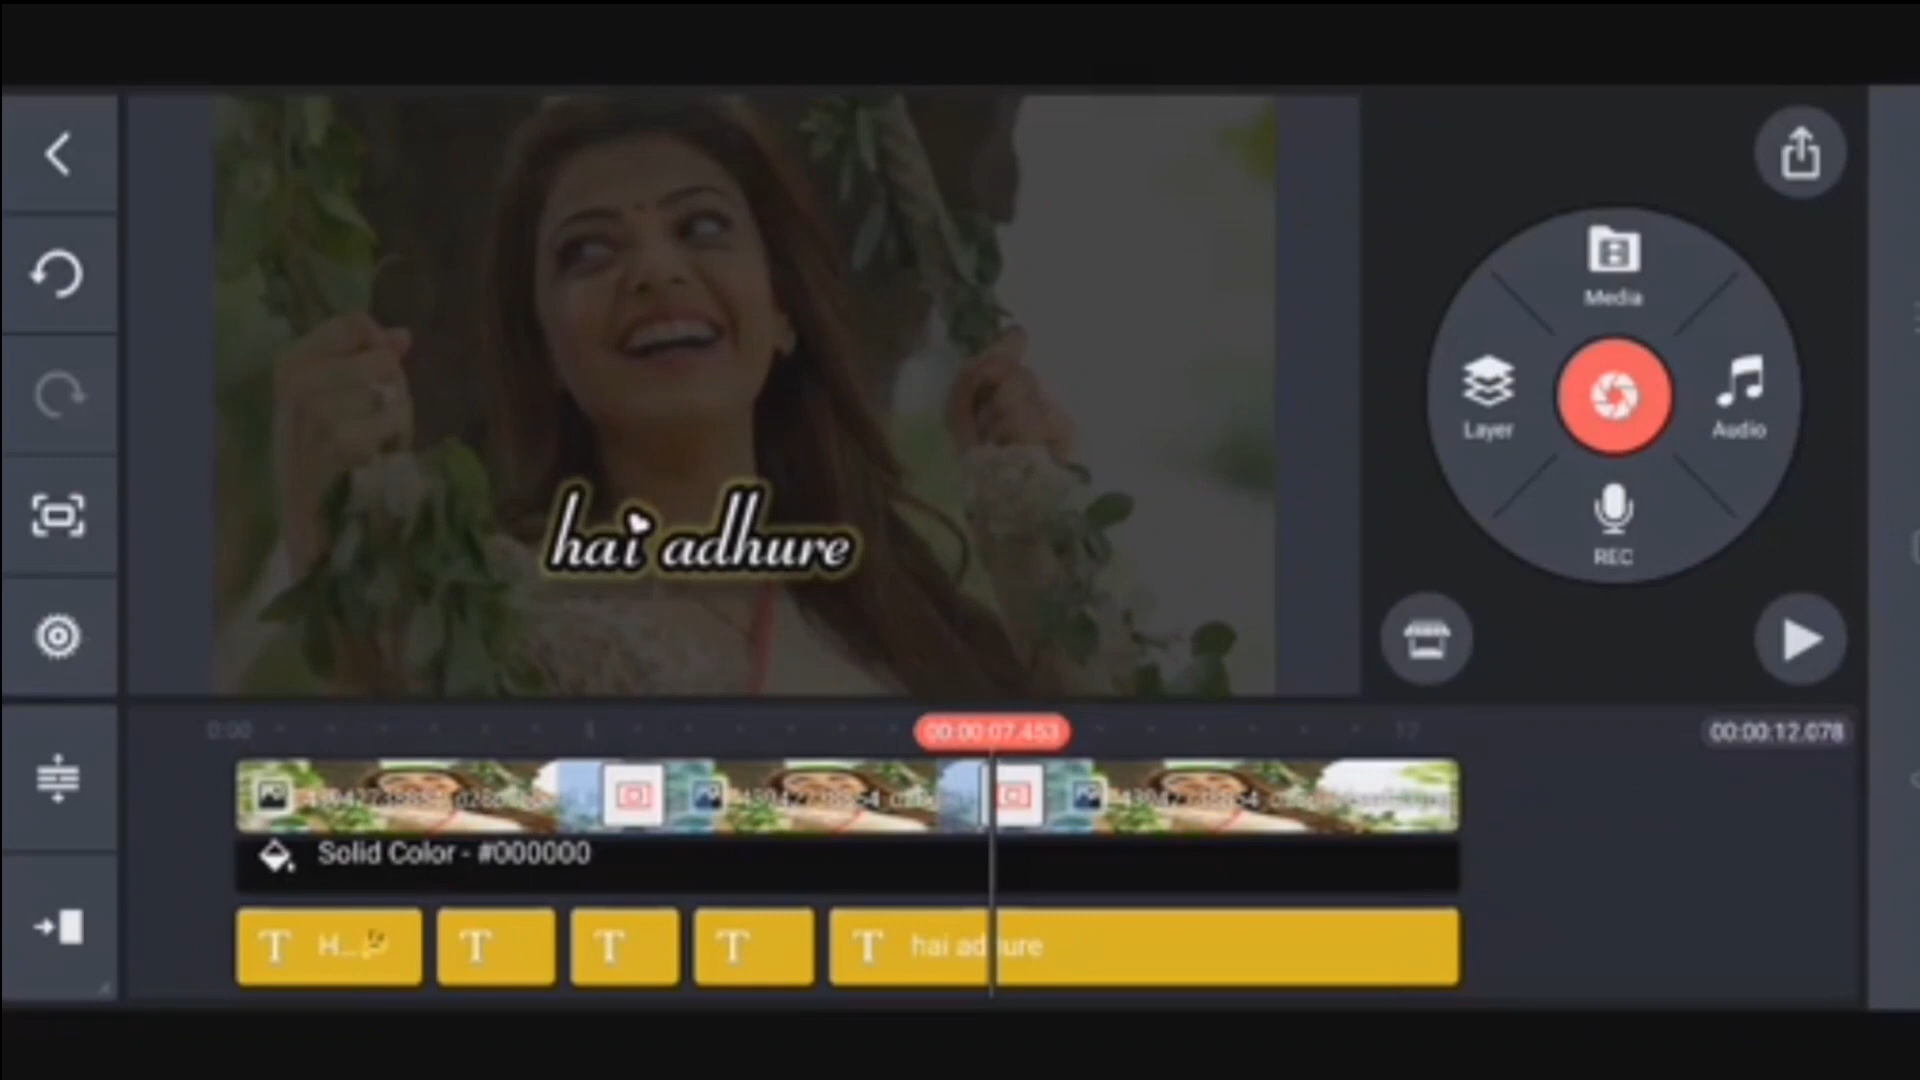 Media
Layer
Audio
REC
hai adhure
0:00
00:00:07.453
12
00:00:12.078
Solid Color - #000000
H...
hai adhure